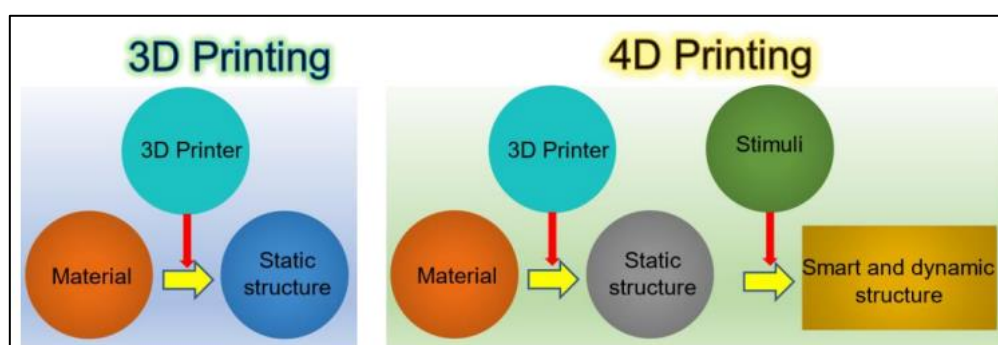 3D Printing
4D Printing
3D Printer
Material
Static
structure
3D Printer
Stimuli
Material
Static
structure
Smart and dynamic
structure